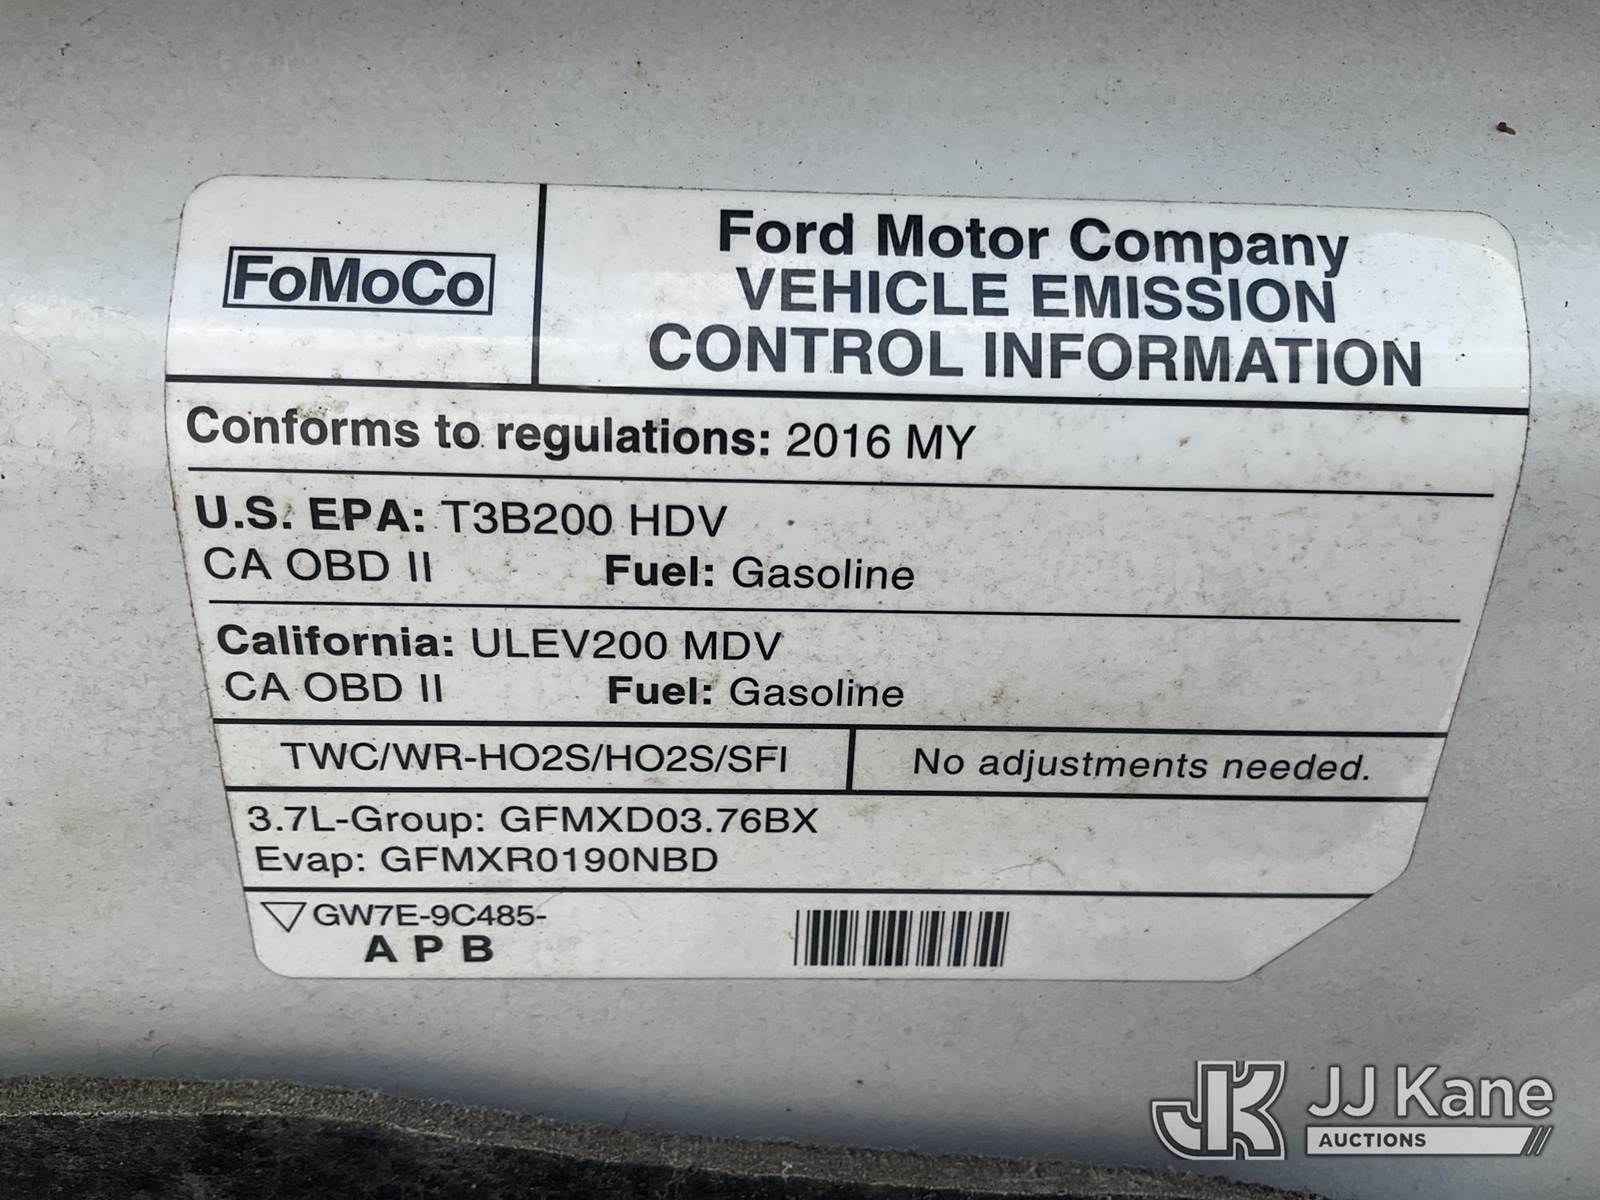 FoMoCo
Ford Motor Company
VEHICLE EMISSION
CONTROL INFORMATION
Conforms to regulations: 2016 MY
U.S. EPA: T3B200 HDV
CA OBD II Fuel: Gasoline
California: ULEV200 MDV
CA OBD II Fuel: Gasoline
TWC/WR-HO2S/HO2S/SFI
No adjustments needed.
3.7L-Group: GFMXD03.76BX
Evap: GFMXR0190NBD
GW7E-9C485-
A P B
JK JJ Kane
AUCTIONS